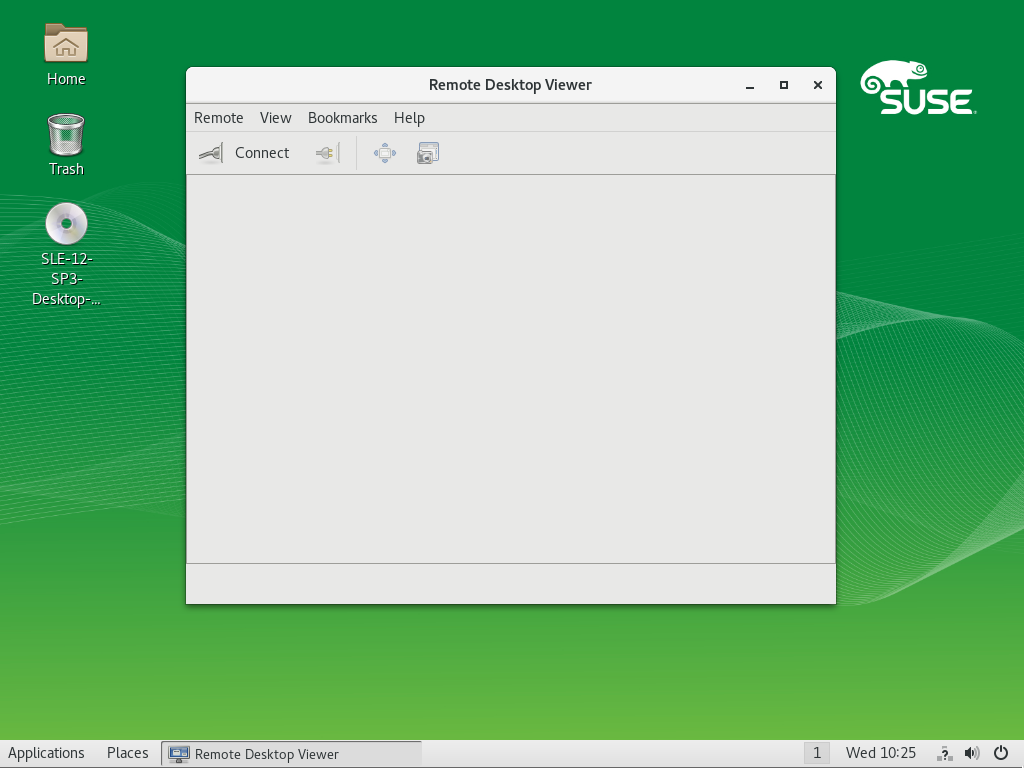 Home
Trash
SLE-12-
SP3-
Desktop-...
Remote Desktop Viewer
Remote View Bookmarks Help
Connect
SUSE
Applications Places Remote Desktop Viewer 1 Wed 10:25